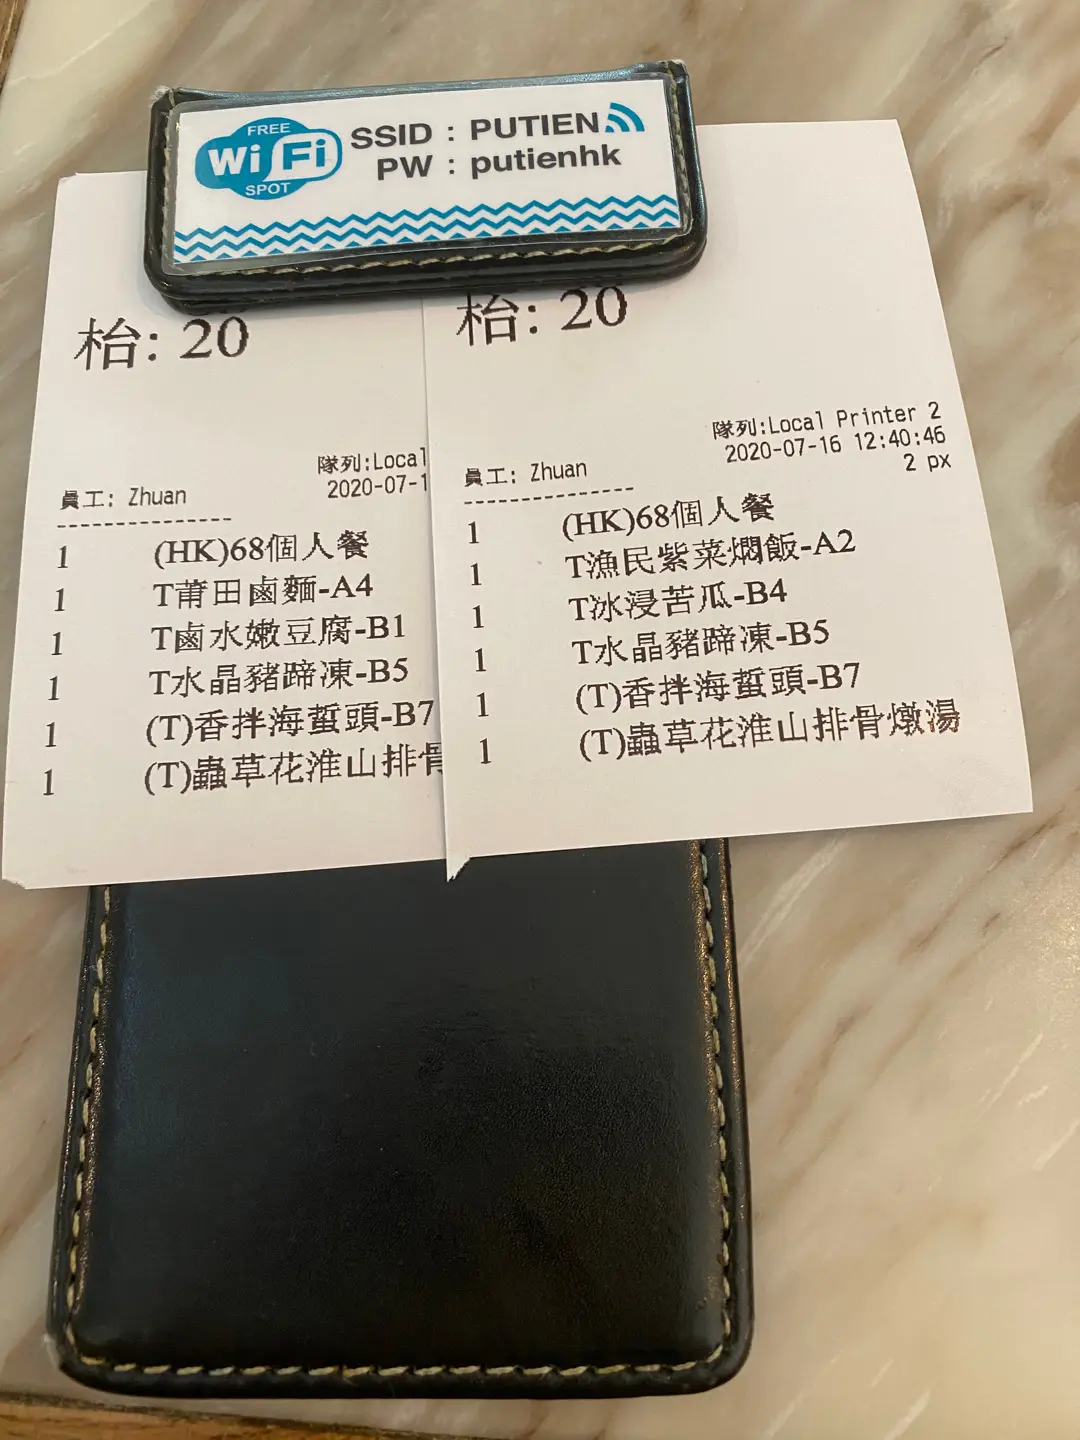 FREE
WiFi
SPOT
SSID : PUTIEN
PW : putienhk
枱: 20
隊列:Local
員工: Zhuan
2020-07-1
1 (HK)68個人餐
1 T莆田鹵麵-A4
1 T鹵水嫩豆腐-B1
1 T水晶豬蹄凍-B5
1 (T)香拌海蜇頭-B7
1 (T)蟲草花淮山排骨
枱: 20
隊列:Local Printer 2
員工: Zhuan
2020-07-16 12:40:46
2 px
1 (HK)68個人餐
1 T漁民紫菜燜飯-A2
1 T冰浸苦瓜-B4
1 T水晶豬蹄凍-B5
1 (T)香拌海蜇頭-B7
1 (T)蟲草花淮山排骨燉湯